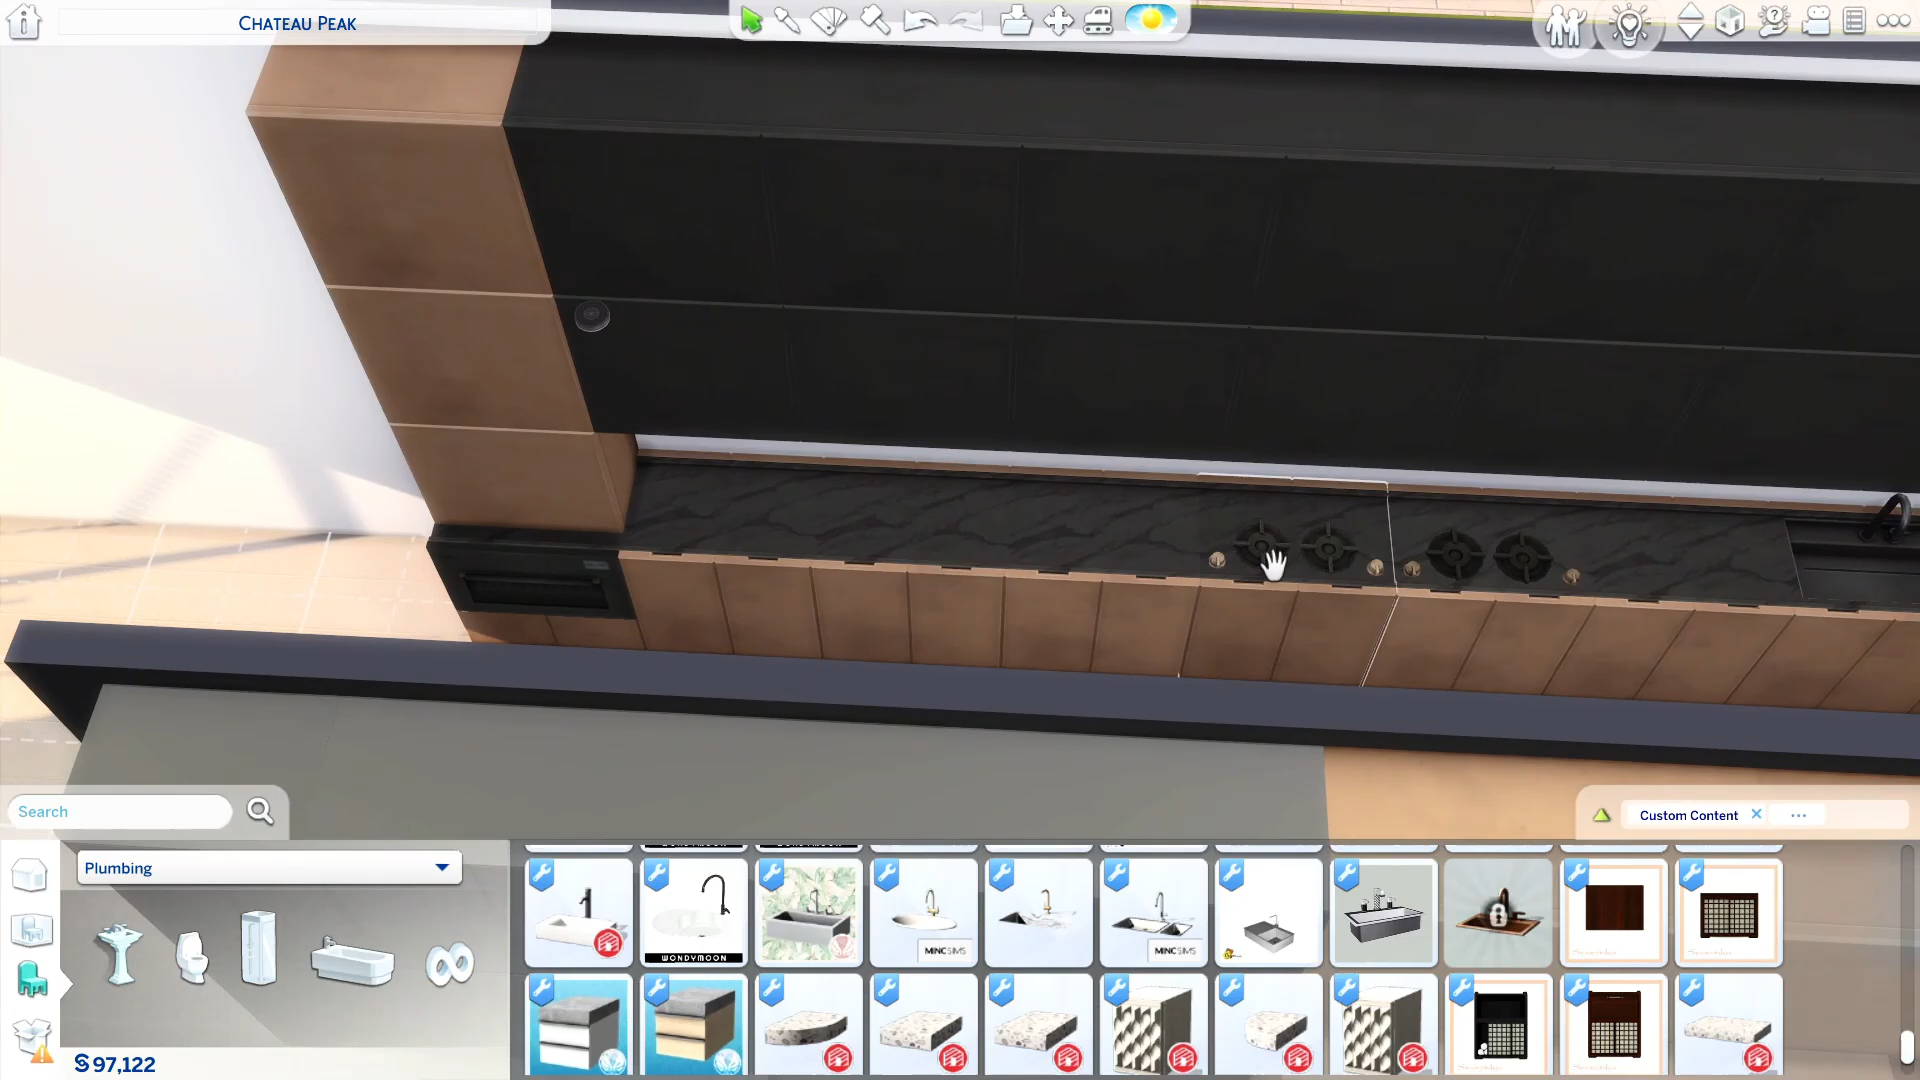 CHATEAU PEAK
Search
Custom Content
Plumbing
WONDYMOON
MINCSIMS
MINCSIMS
§97,122